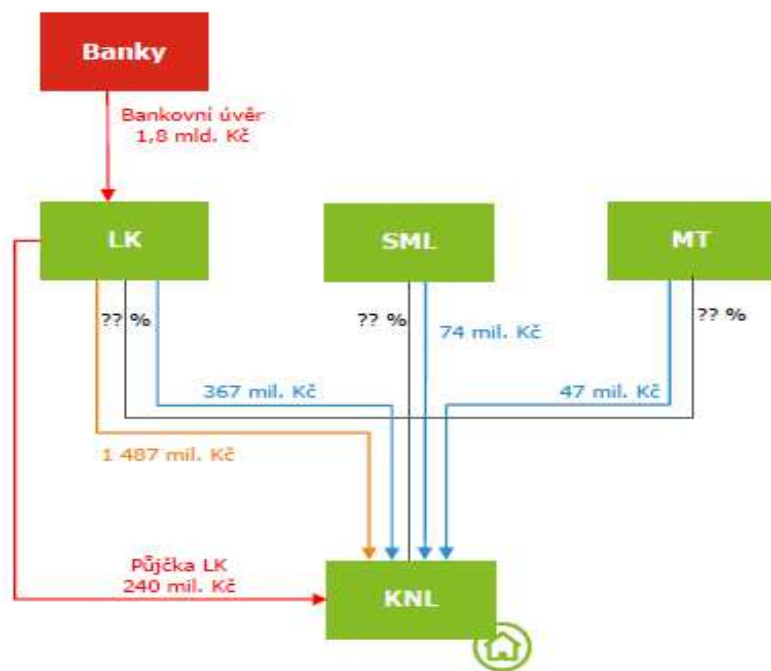 Banky
Bankovní úvěr
1,8 mld. Kč
LK
SML
MT
?? %
?? %
?? %
74 mil. Kč
367 mil. Kč
47 mil. Kč
1 487 mil. Kč
Půjčka LK
240 mil. Kč
KNL